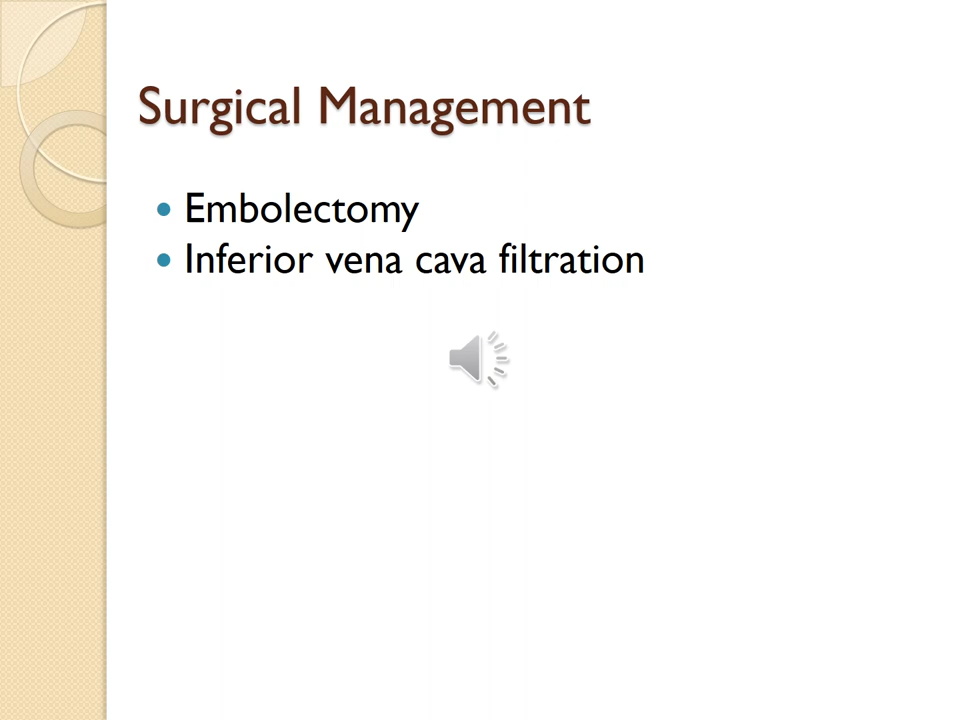 Surgical Management
• Embolectomy
• Inferior vena cava filtration